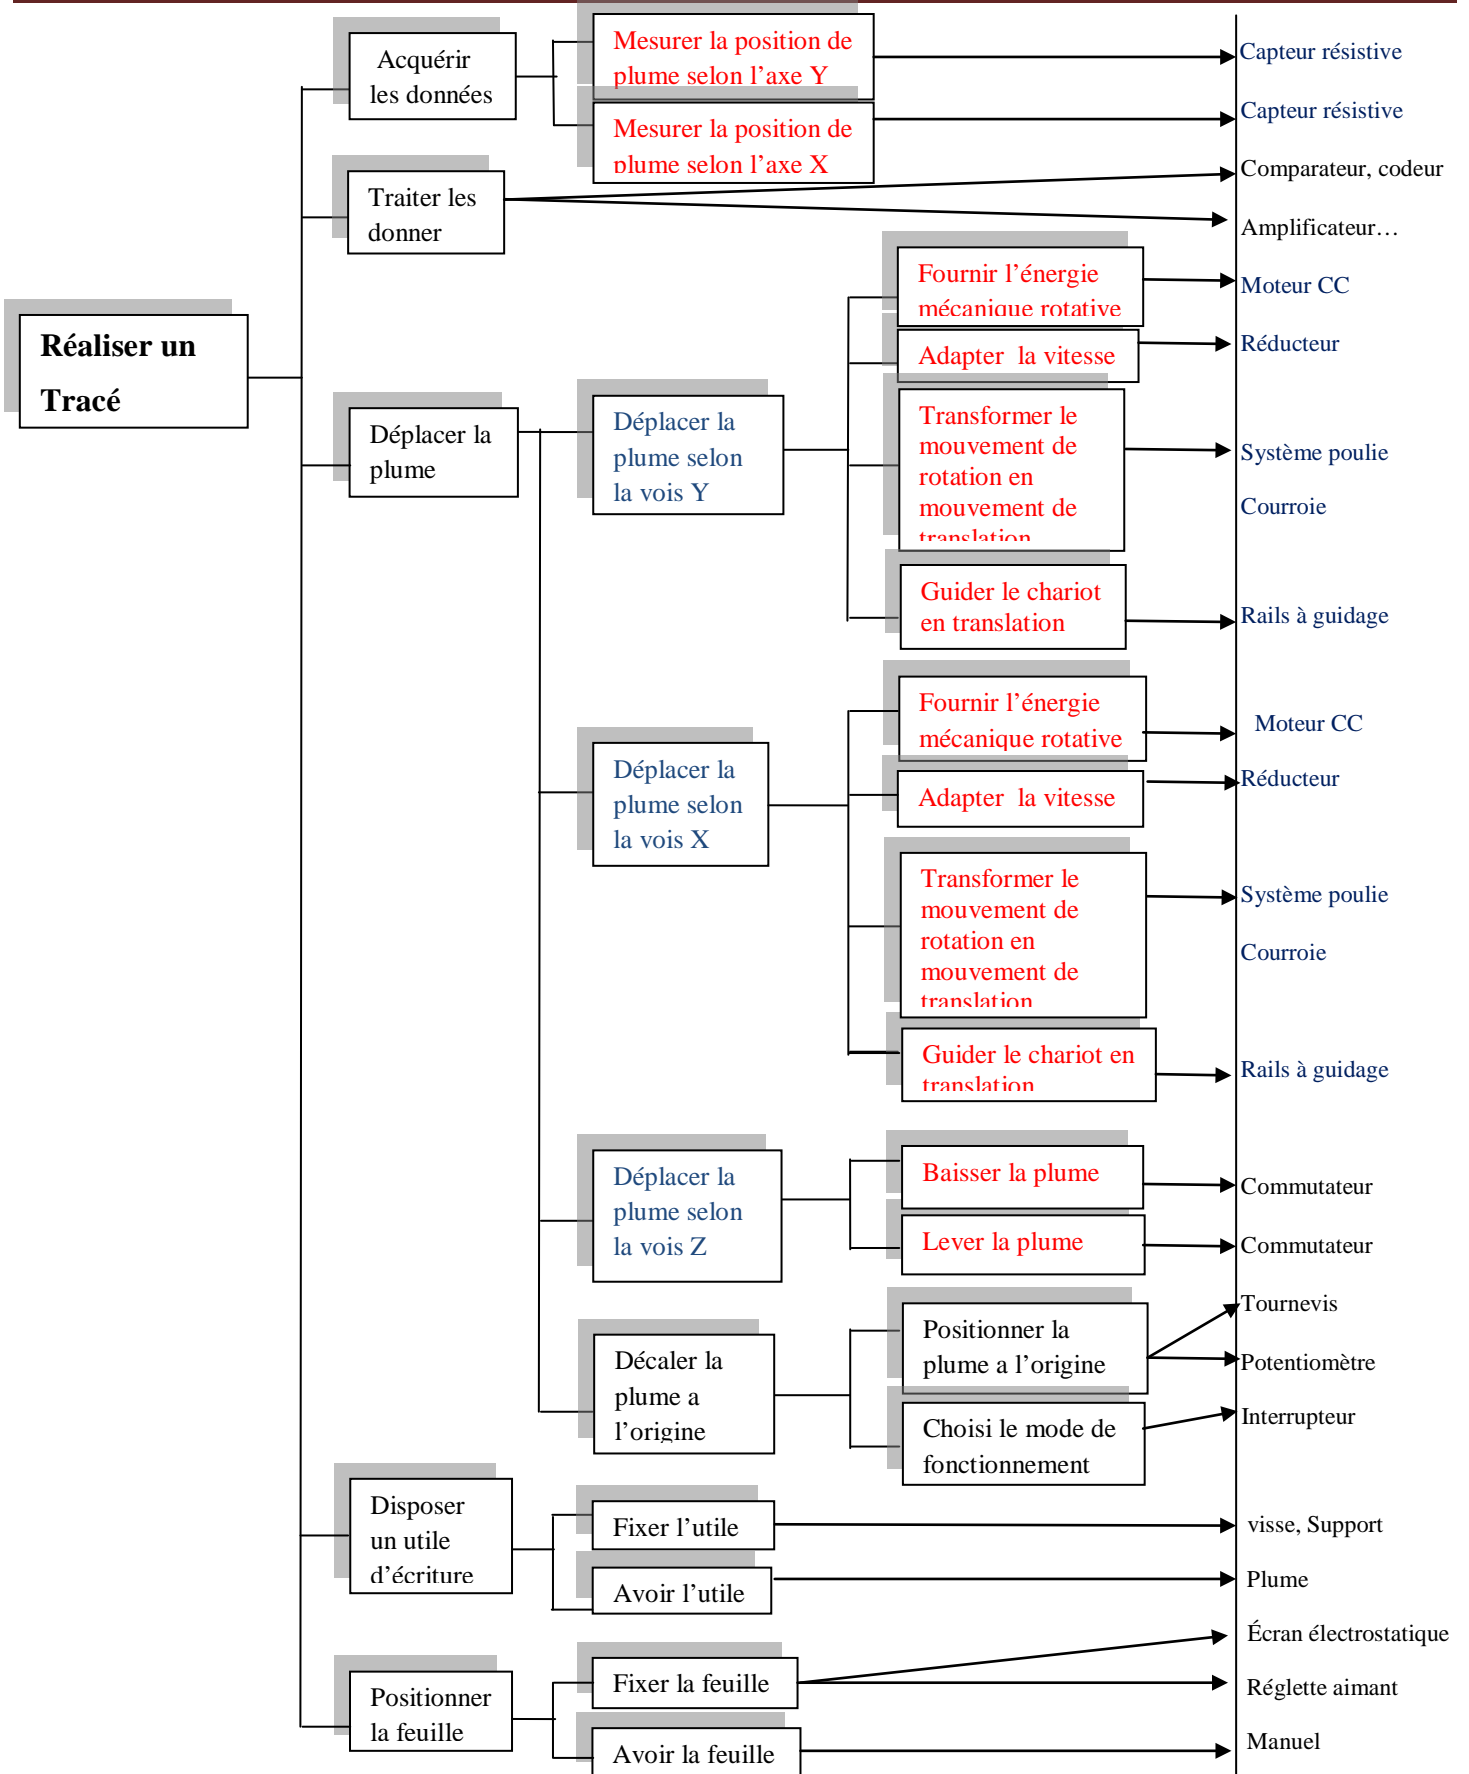 Réaliser un
Tracé
Acquérir
les données
Mesurer la position de
plume selon l'axe Y
Capteur résistive
Mesurer la position de
plume selon l'axe X
Capteur résistive
Traiter les
donner
Comparateur, codeur
Amplificateur…
Déplacer la
plume
Déplacer la
plume selon
la vois Y
Fournir l'énergie
mécanique rotative
Moteur CC
Adapter la vitesse
Réducteur
Transformer le
mouvement de
rotation en
mouvement de
translation
Système poulie
Courroie
Guider le chariot
en translation
Rails à guidage
Déplacer la
plume selon
la vois X
Fournir l'énergie
mécanique rotative
Moteur CC
Adapter la vitesse
Réducteur
Transformer le
mouvement de
rotation en
mouvement de
translation
Système poulie
Courroie
Guider le chariot en
translation
Rails à guidage
Déplacer la
plume selon
la vois Z
Baisser la plume
Commutateur
Lever la plume
Commutateur
Décaler la
plume a
l'origine
Positionner la
plume a l'origine
Tournevis
Potentiomètre
Choisi le mode de
fonctionnement
Interrupteur
Disposer
un utile
d'écriture
Fixer l'utile
visse, Support
Avoir l'utile
Plume
Positionner
la feuille
Fixer la feuille
Écran électrostatique
Réglette aimant
Avoir la feuille
Manuel